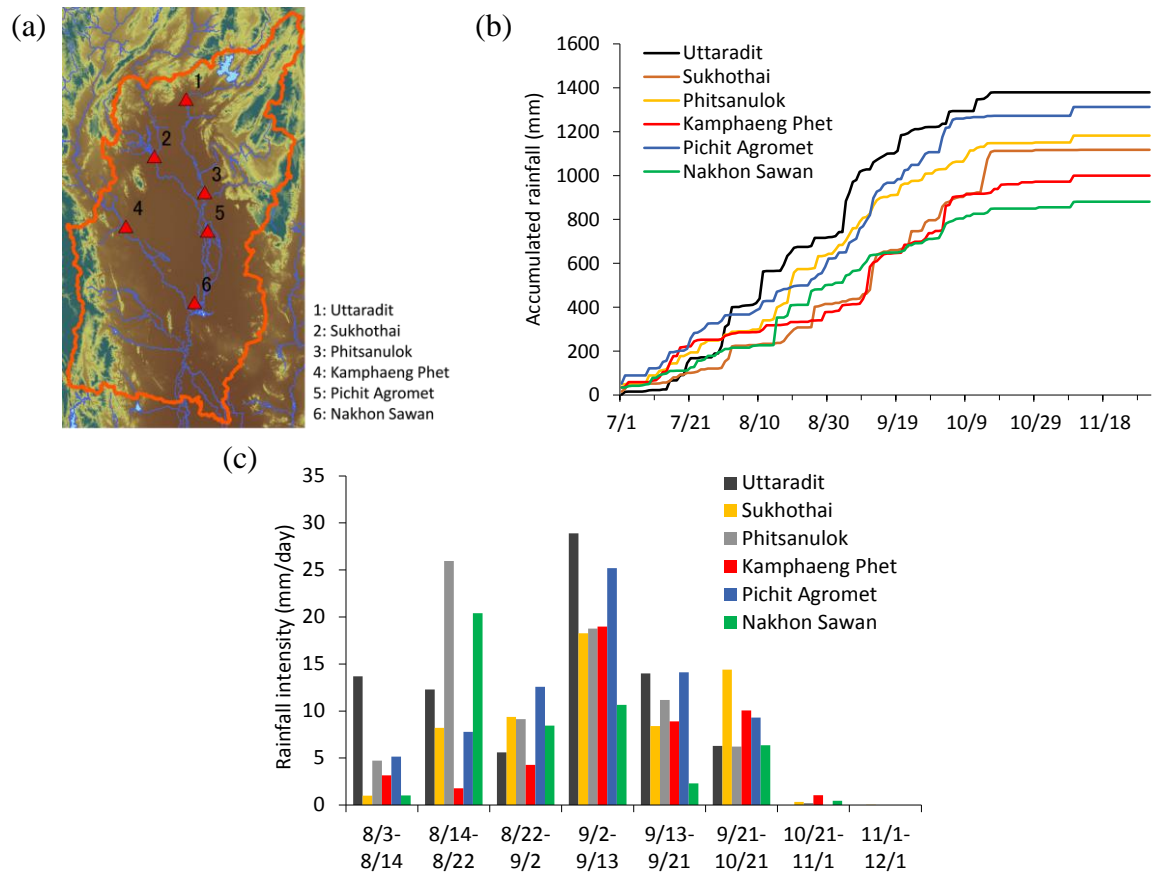 (a)
1
2
3
4
5
6
1: Uttaradit
2: Sukhothai
3: Phitsanulok
4: Kamphaeng Phet
5: Pichit Agromet
6: Nakhon Sawan
(b)
Accumulated rainfall (mm)
1600
1400
1200
1000
800
600
400
200
0
Uttaradit
Sukhothai
Phitsanulok
Kamphaeng Phet
Pichit Agromet
Nakhon Sawan
7/1 7/21 8/10 8/30 9/19 10/9 10/29 11/18
(c)
Rainfall intensity (mm/day)
35
30
25
20
15
10
5
0
Uttaradit
Sukhothai
Phitsanulok
Kamphaeng Phet
Pichit Agromet
Nakhon Sawan
8/3- 8/14- 8/22- 9/2- 9/13- 9/21- 10/21- 11/1-
8/14 8/22 9/2 9/13 9/21 10/21 11/1 12/1